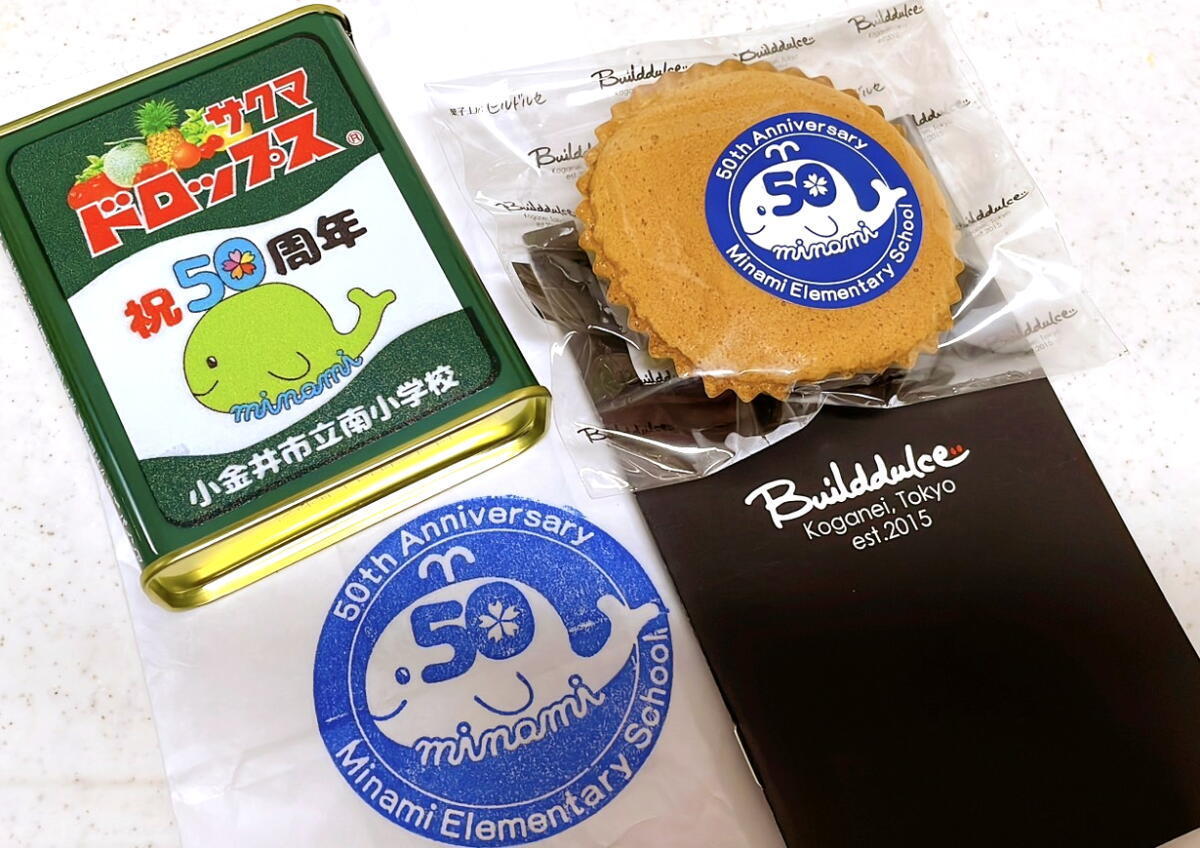 サクマ
ドロップス®
祝50周年
minami
小金井市立南小学校
Builddulce
Builddulce
Builddulce
菓子工房ビルドルセ
50th Anniversary
50
minami
Minami Elementary School
Builddulce
Koganei, Tokyo
est.2015
50th Anniversary
50
minami
Minami Elementary School